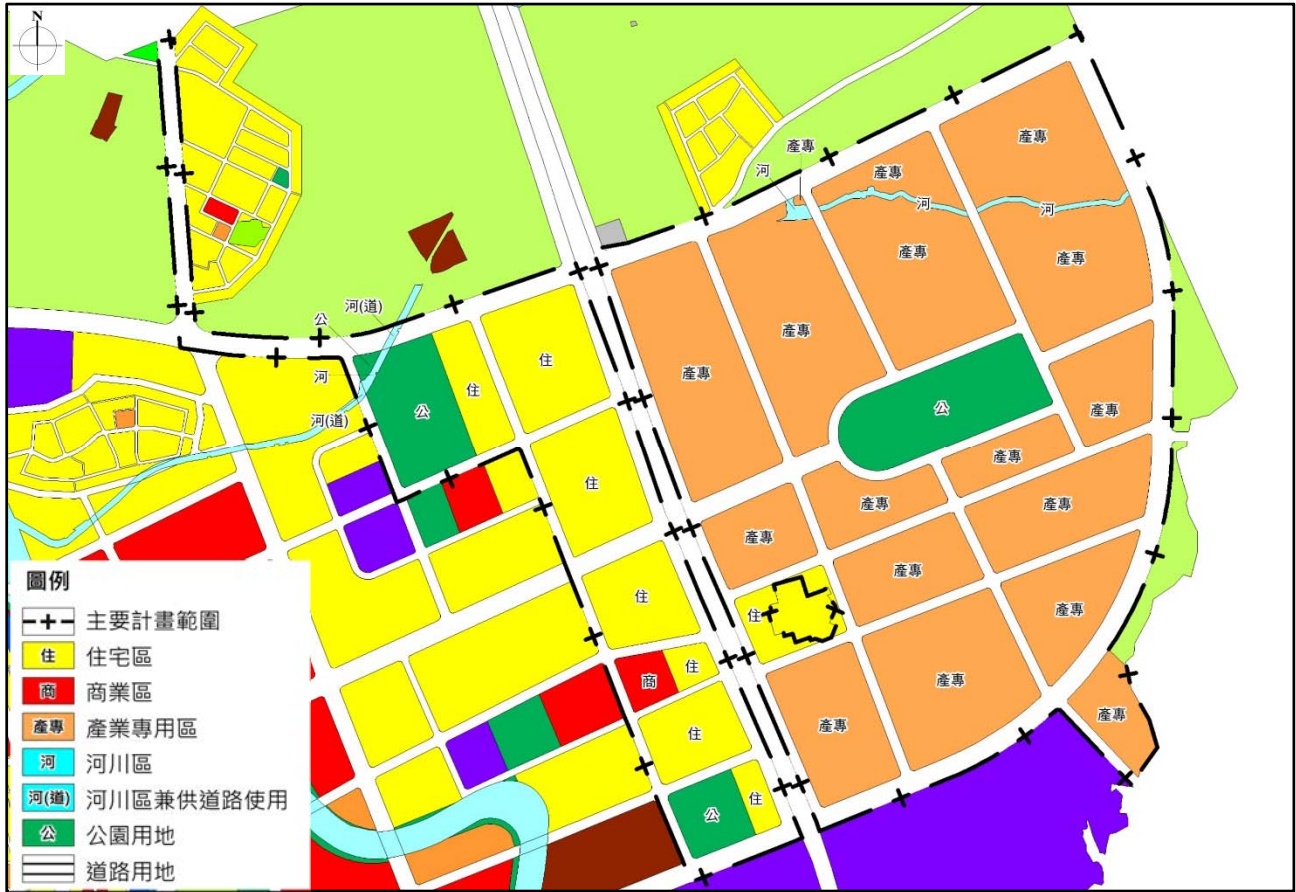 N
產專
產專
河
產專
河
河
產專
產專
河(道)
公
產專
住
產專
河
住
公
產專
公
河(道)
產專
住
產專
產專
產專
產專
住
住
產專
住
商
產專
產專
住
產專
住
公
圖例
主要計畫範圍
住 住宅區
商 商業區
產專 產業專用區
河 河川區
河(道) 河川區兼供道路使用
公 公園用地
道路用地